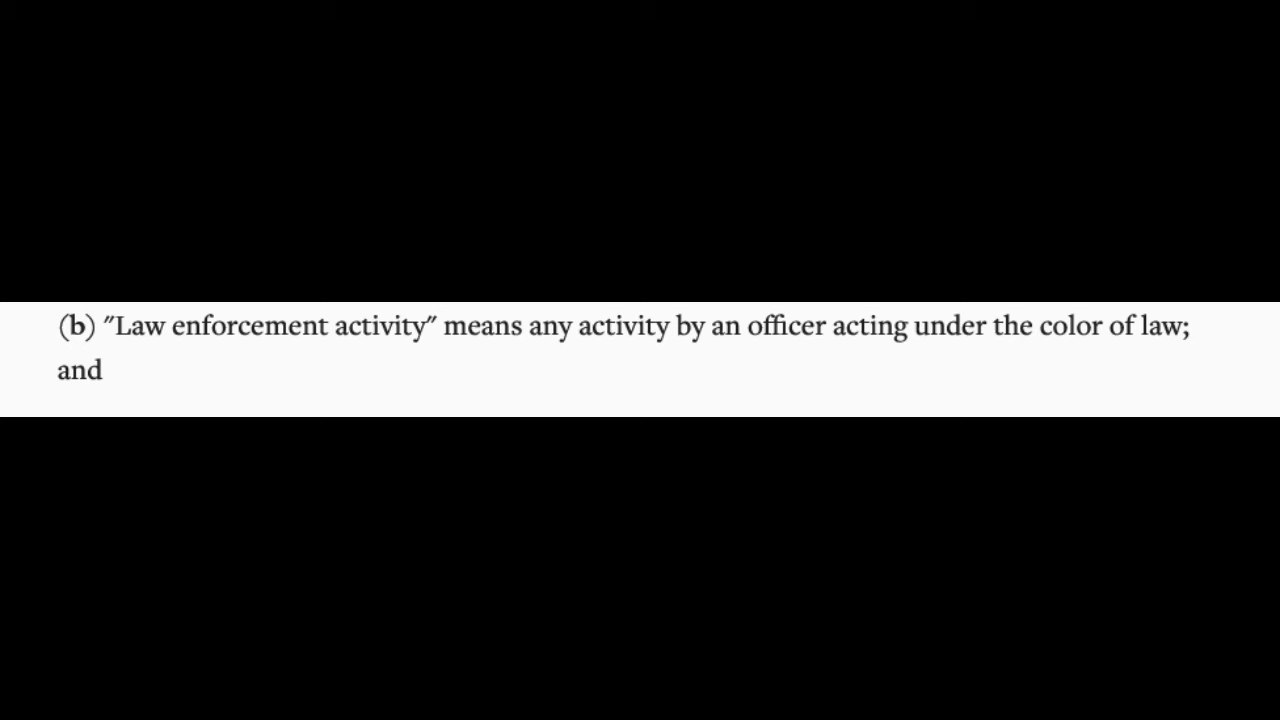 (b) "Law enforcement activity" means any activity by an officer acting under the color of law;
and